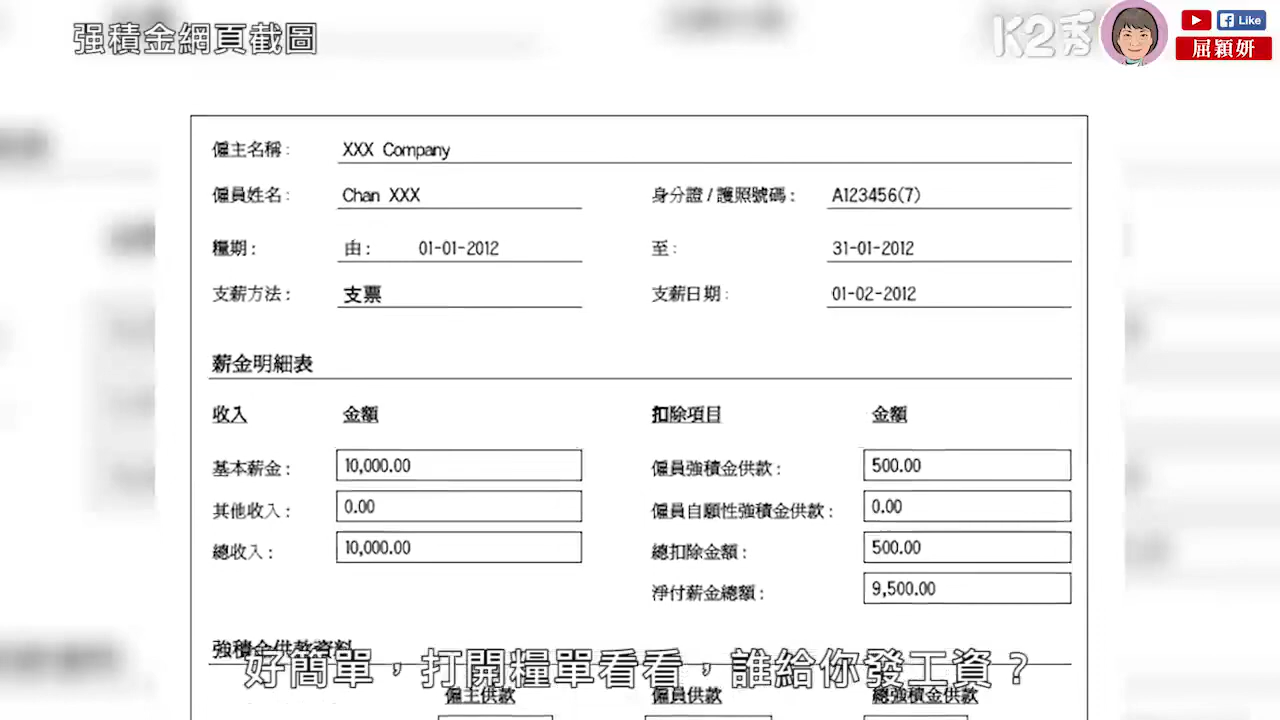 强積金網頁截圖
K2秀
Like
屈穎妍
僱主名稱： XXX Company
僱員姓名： Chan XXX 身分證 / 護照號碼： A123456(7)
糧期： 由： 01-01-2012 至： 31-01-2012
支薪方法： 支票 支薪日期： 01-02-2012
薪金明細表
收入 金額 扣除項目 金額
基本薪金： 10,000.00 僱員強積金供款： 500.00
其他收入： 0.00 僱員自願性強積金供款： 0.00
總收入： 10,000.00 總扣除金額： 500.00
淨付薪金總額： 9,500.00
強積金供款資料
好簡單，打開糧單看看，誰給你發工資？
僱主供款 僱員供款 總強積金供款